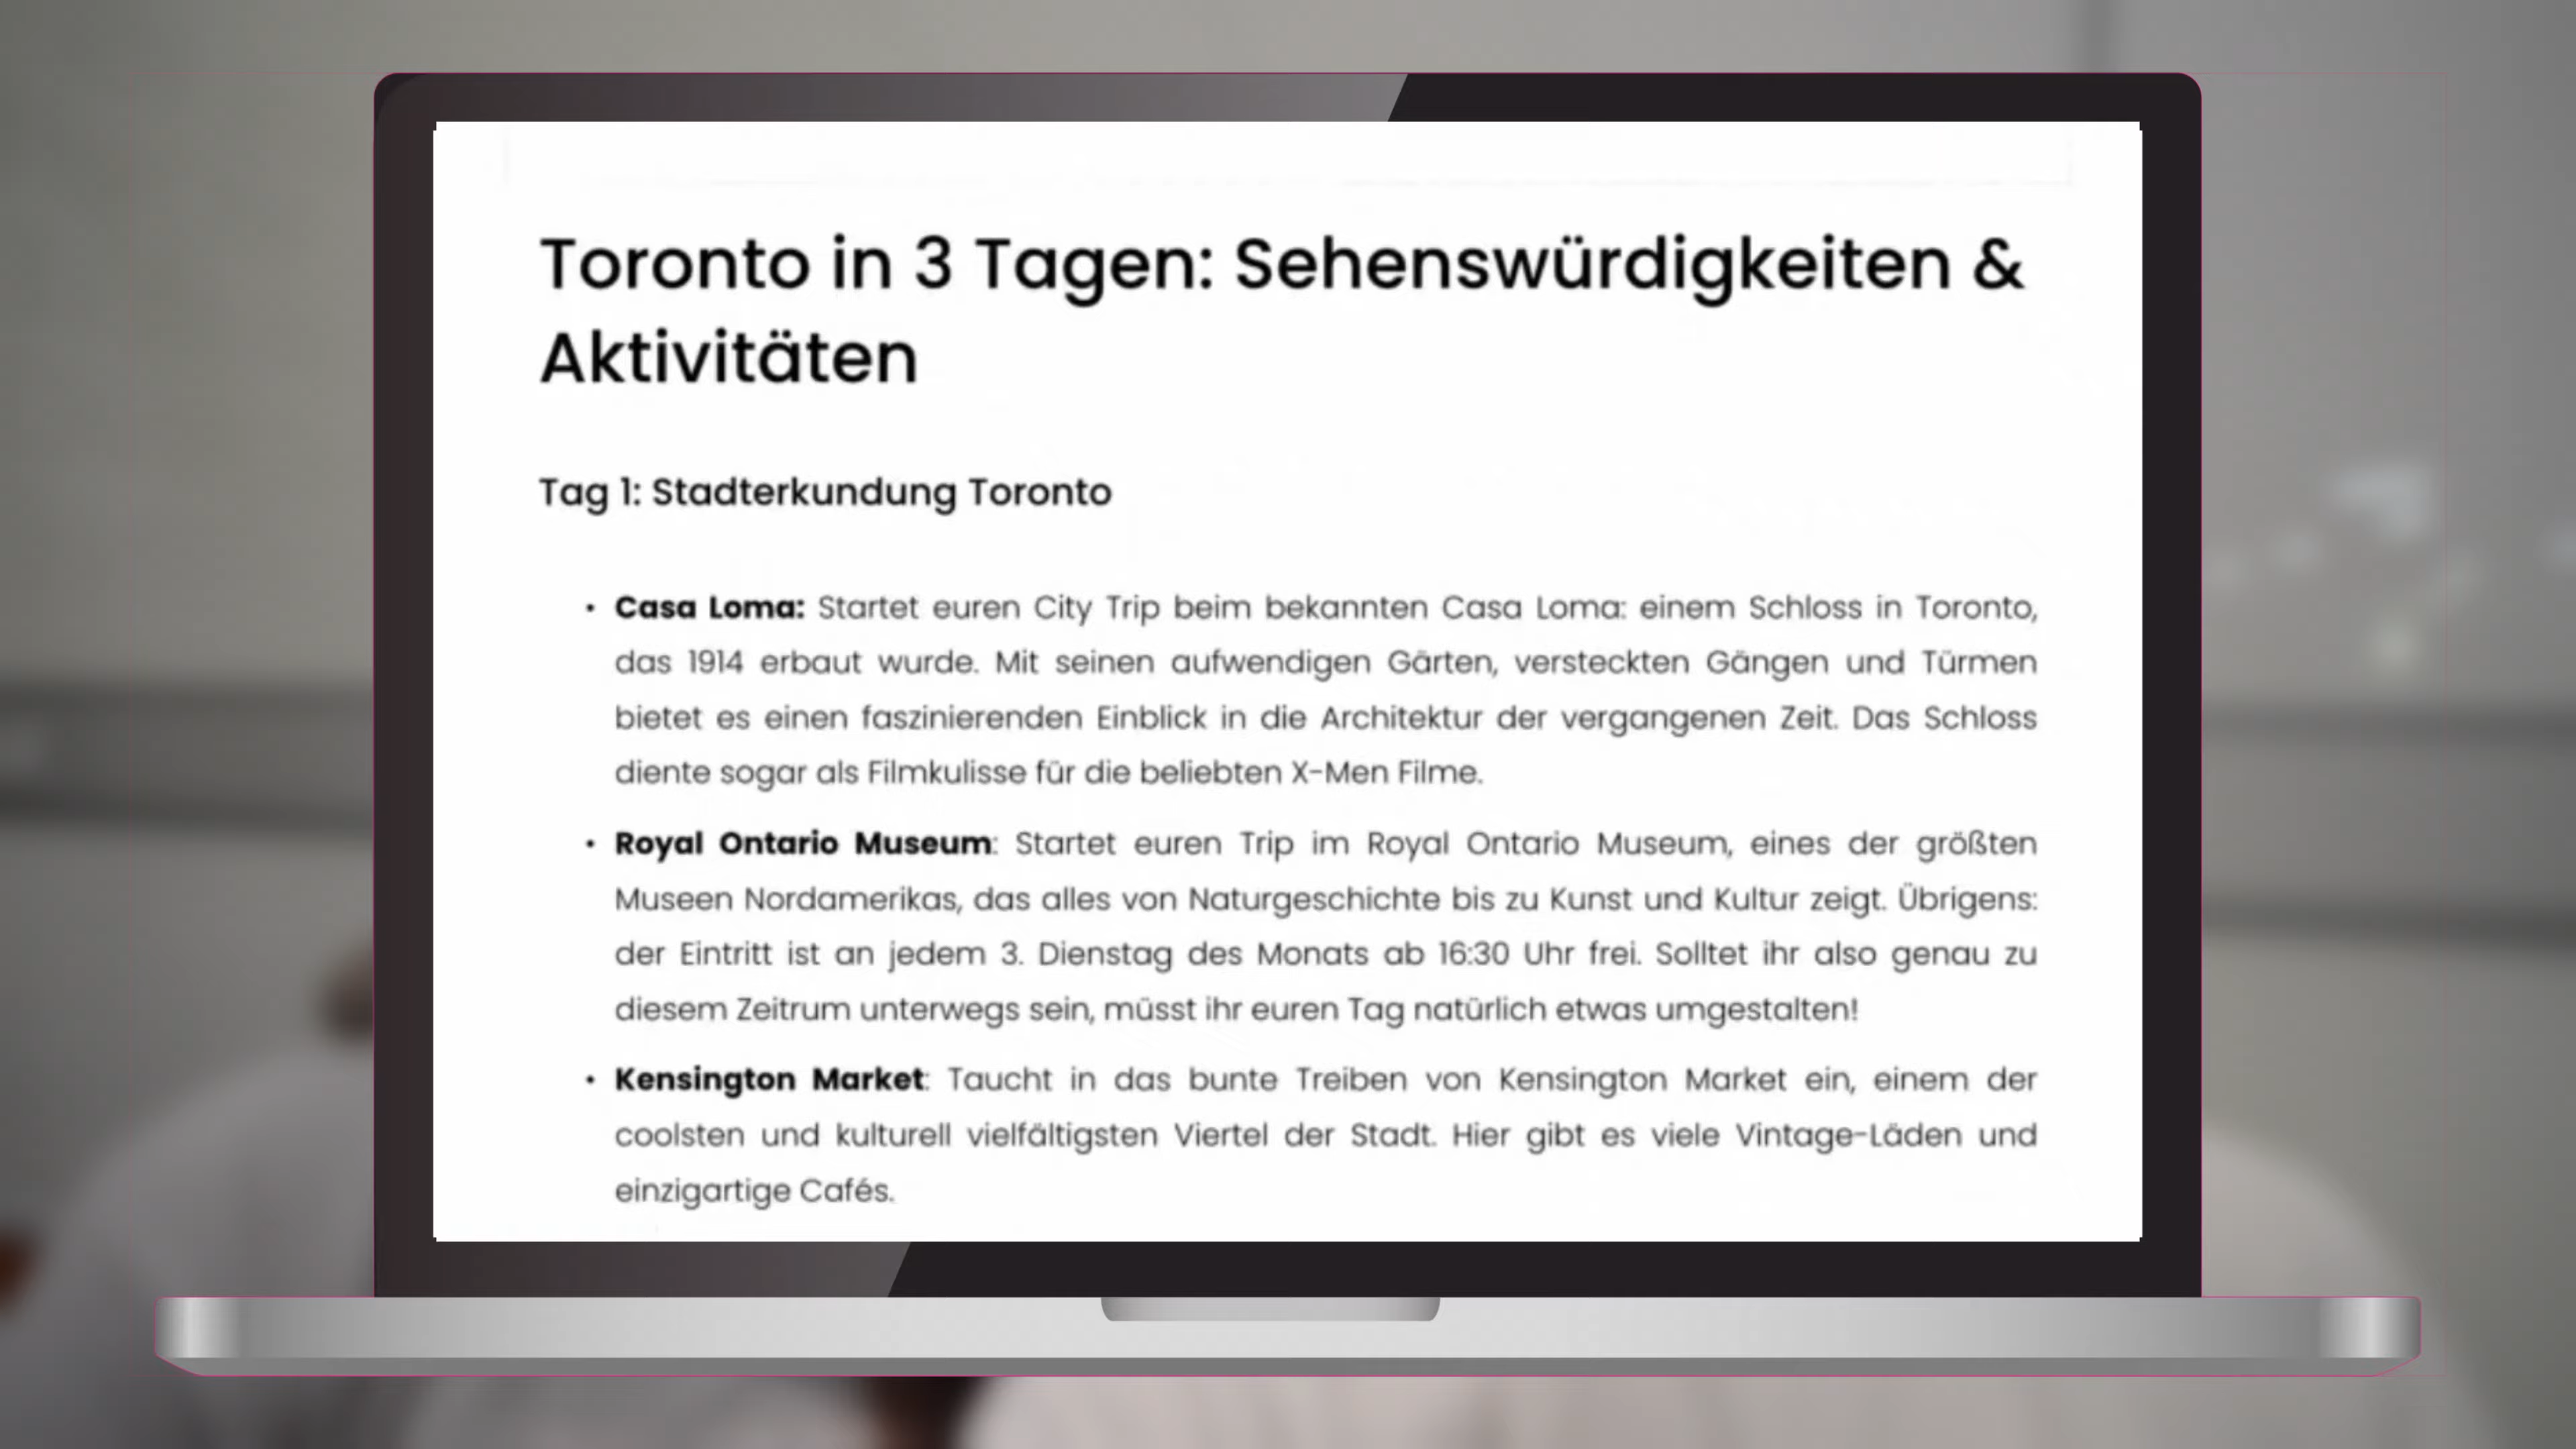 Toronto in 3 Tagen: Sehenswürdigkeiten &
Aktivitäten
Tag 1: Stadterkundung Toronto
• Casa Loma: Startet euren City Trip beim bekannten Casa Loma: einem Schloss in Toronto,
das 1914 erbaut wurde. Mit seinen aufwendigen Gärten, versteckten Gängen und Türmen
bietet es einen faszinierenden Einblick in die Architektur der vergangenen Zeit. Das Schloss
diente sogar als Filmkulisse für die beliebten X-Men Filme.
• Royal Ontario Museum: Startet euren Trip im Royal Ontario Museum, eines der größten
Museen Nordamerikas, das alles von Naturgeschichte bis zu Kunst und Kultur zeigt. Übrigens:
der Eintritt ist an jedem 3. Dienstag des Monats ab 16:30 Uhr frei. Solltet ihr also genau zu
diesem Zeitrum unterwegs sein, müsst ihr euren Tag natürlich etwas umgestalten!
• Kensington Market: Taucht in das bunte Treiben von Kensington Market ein, einem der
coolsten und kulturell vielfältigsten Viertel der Stadt. Hier gibt es viele Vintage-Läden und
einzigartige Cafés.